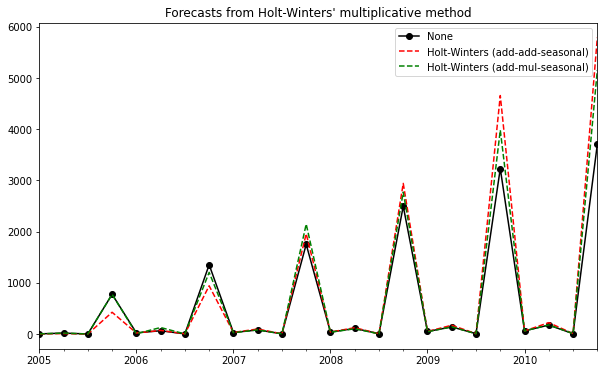 Forecasts from Holt-Winters' multiplicative method
None
Holt-Winters (add-add-seasonal)
Holt-Winters (add-mul-seasonal)
6000
5000
4000
3000
2000
1000
0
2005 2006 2007 2008 2009 2010